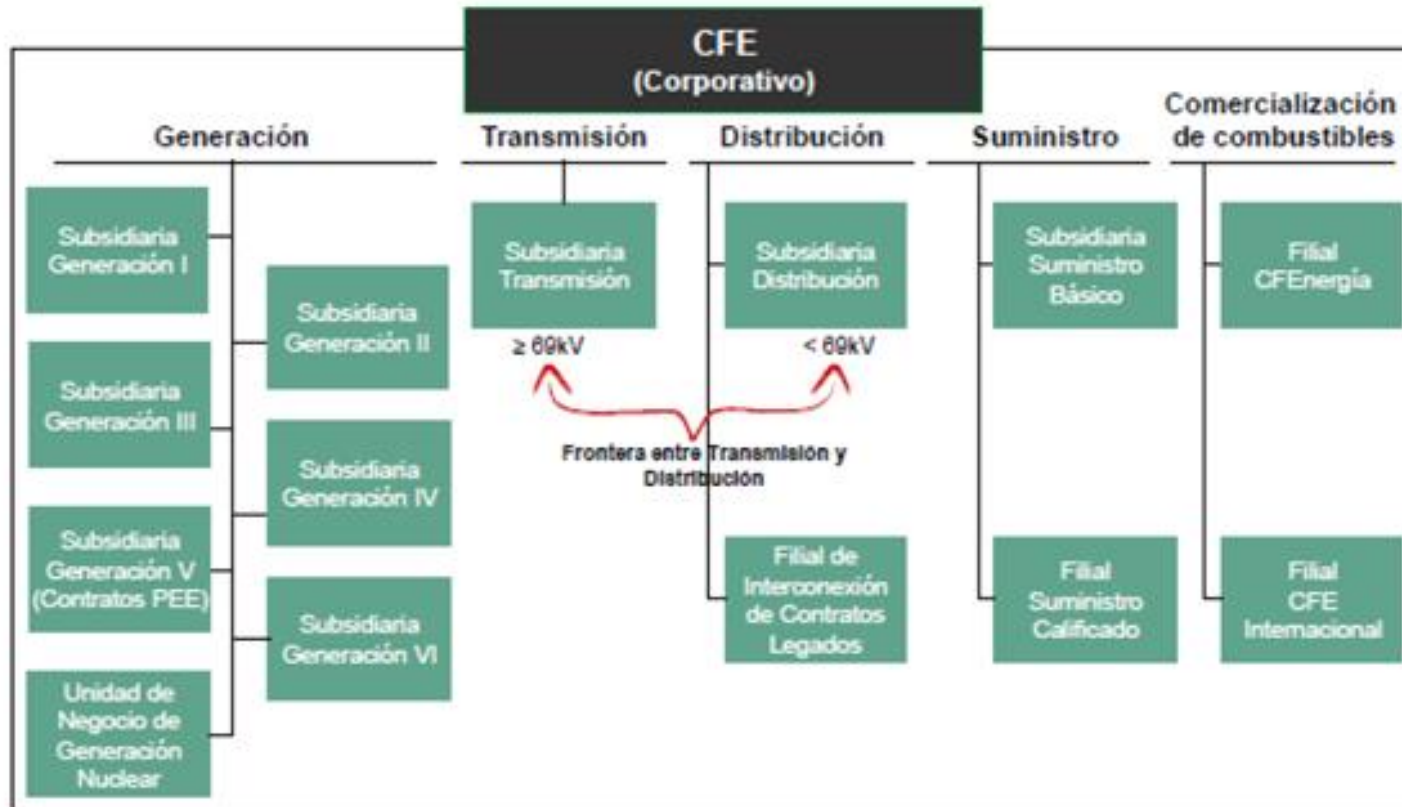 CFE
(Corporativo)
Generación
Transmisión
Distribución
Suministro
Comercialización
de combustibles
Subsidiaria
Generación I
Subsidiaria
Generación II
Subsidiaria
Generación III
Subsidiaria
Generación IV
Subsidiaria
Generación V
(Contratos PEE)
Subsidiaria
Generación VI
Unidad de
Negocio de
Generación
Nuclear
Subsidiaria
Transmisión
≥ 69kV
Subsidiaria
Distribución
< 69kV
Frontera entre Transmisión y
Distribución
Filial de
Interconexión
de Contratos
Legados
Subsidiaria
Suministro
Básico
Filial
Suministro
Calificado
Filial
CFEnergía
Filial
CFE
Internacional